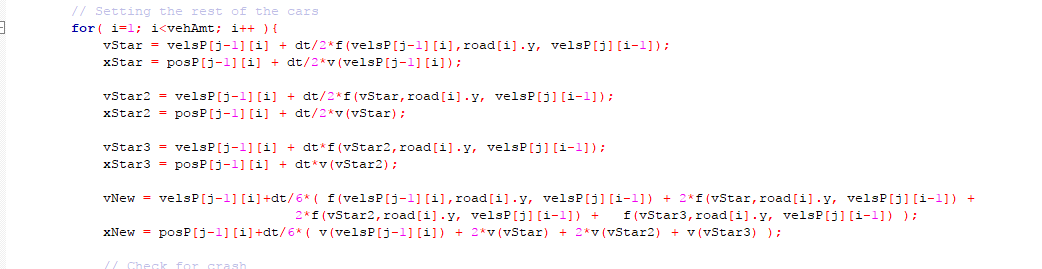 // Setting the rest of the cars
for( i=1; i<vehAmt; i++ ){
vStar = velsP[j-1][i] + dt/2*f(velsP[j-1][i],road[i].y, velsP[j][i-1]);
xStar = posP[j-1][i] + dt/2*v(velsP[j-1][i]);
vStar2 = velsP[j-1][i] + dt/2*f(vStar,road[i].y, velsP[j][i-1]);
xStar2 = posP[j-1][i] + dt/2*v(vStar);
vStar3 = velsP[j-1][i] + dt*f(vStar2,road[i].y, velsP[j][i-1]);
xStar3 = posP[j-1][i] + dt*v(vStar2);
vNew = velsP[j-1][i]+dt/6*( f(velsP[j-1][i],road[i].y, velsP[j][i-1]) + 2*f(vStar,road[i].y, velsP[j][i-1]) +
2*f(vStar2,road[i].y, velsP[j][i-1]) + f(vStar3,road[i].y, velsP[j][i-1]) );
xNew = posP[j-1][i]+dt/6*( v(velsP[j-1][i]) + 2*v(vStar) + 2*v(vStar2) + v(vStar3) );
// Check for crash